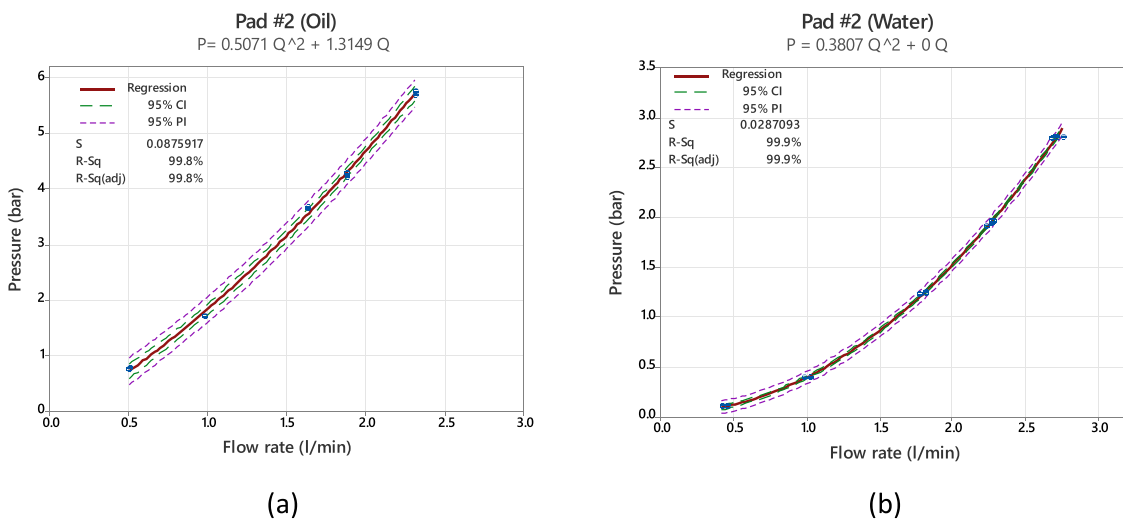 Pad #2 (Oil)
P= 0.5071 Q^2 + 1.3149 Q
Regression
95% CI
95% PI
S 0.0875917
R-Sq 99.8%
R-Sq(adj) 99.8%
6
5
4
3
2
1
0
Pressure (bar)
0.0 0.5 1.0 1.5 2.0 2.5 3.0
Flow rate (l/min)
(a)
Pad #2 (Water)
P = 0.3807 Q^2 + 0 Q
Regression
95% CI
95% PI
S 0.0287093
R-Sq 99.9%
R-Sq(adj) 99.9%
3.5
3.0
2.5
2.0
1.5
1.0
0.5
0.0
Pressure (bar)
0.0 0.5 1.0 1.5 2.0 2.5 3.0
Flow rate (l/min)
(b)